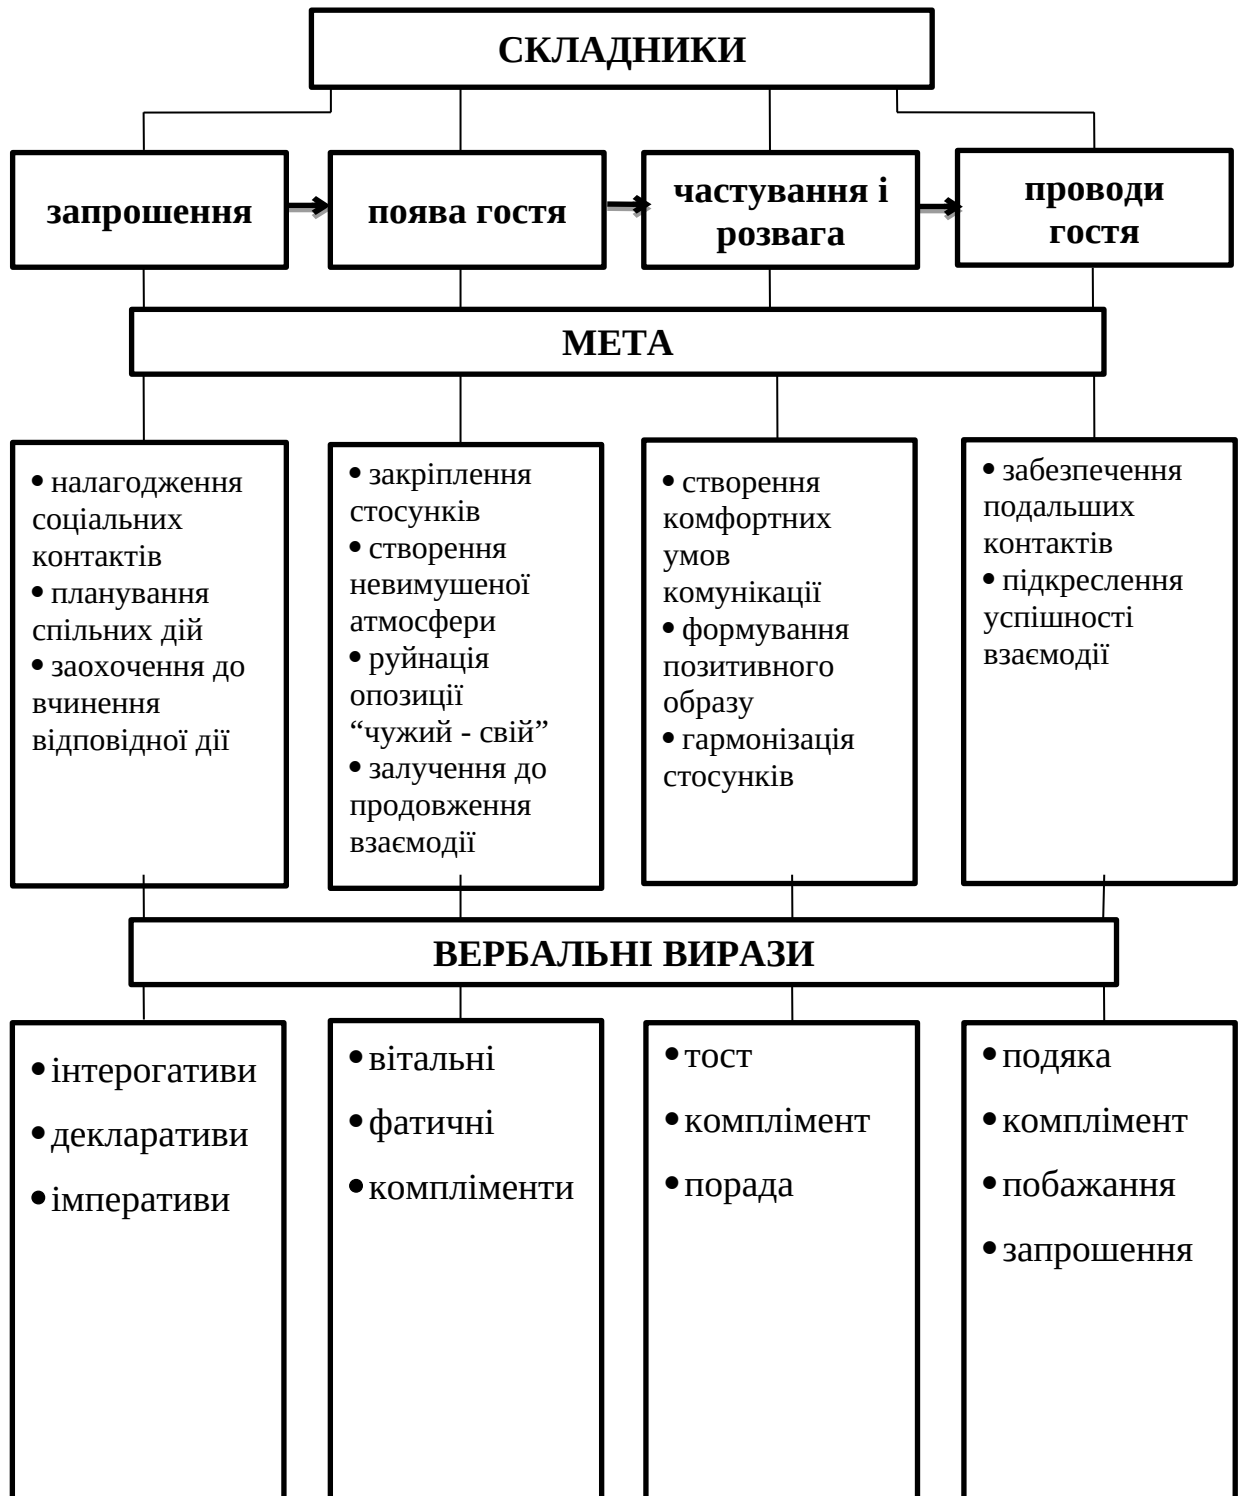 СКЛАДНИКИ
запрошення
поява гостя
частування і
розвага
проводи
гостя
МЕТА
• налагодження
соціальних
контактів
• планування
спільних дій
• заохочення до
вчинення
відповідної дії
• закріплення
стосунків
• створення
невимушеної
атмосфери
• руйнація
опозиції
“чужий - свій”
• залучення до
продовження
взаємодії
• створення
комфортних
умов
комунікації
• формування
позитивного
образу
• гармонізація
стосунків
• забезпечення
подальших
контактів
• підкреслення
успішності
взаємодії
ВЕРБАЛЬНІ ВИРАЗИ
• інтерогативи
• декларативи
• імперативи
• вітальні
• фатичні
• компліменти
• тост
• комплімент
• порада
• подяка
• комплімент
• побажання
• запрошення